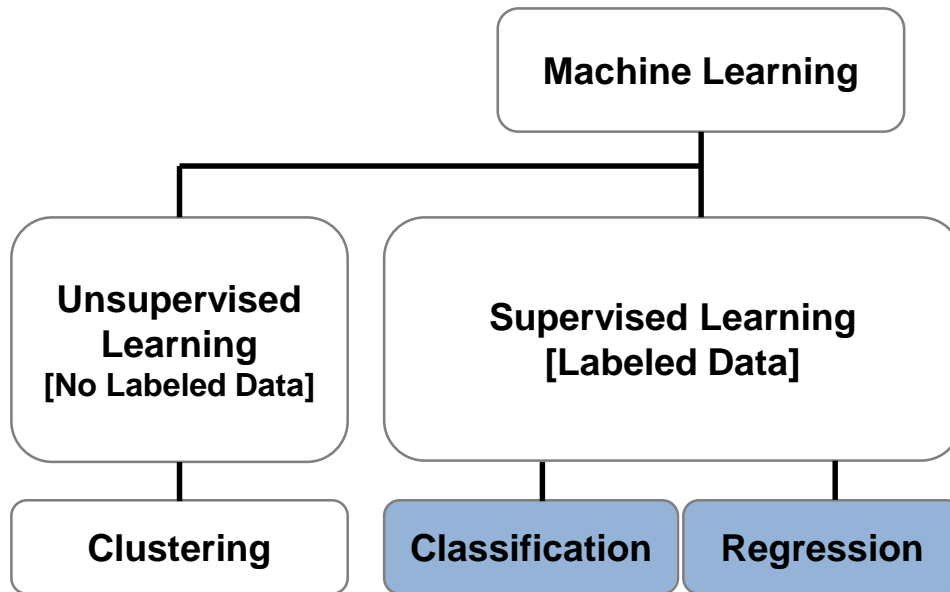 Machine Learning
Unsupervised
Learning
[No Labeled Data]
Supervised Learning
[Labeled Data]
Clustering
Classification
Regression